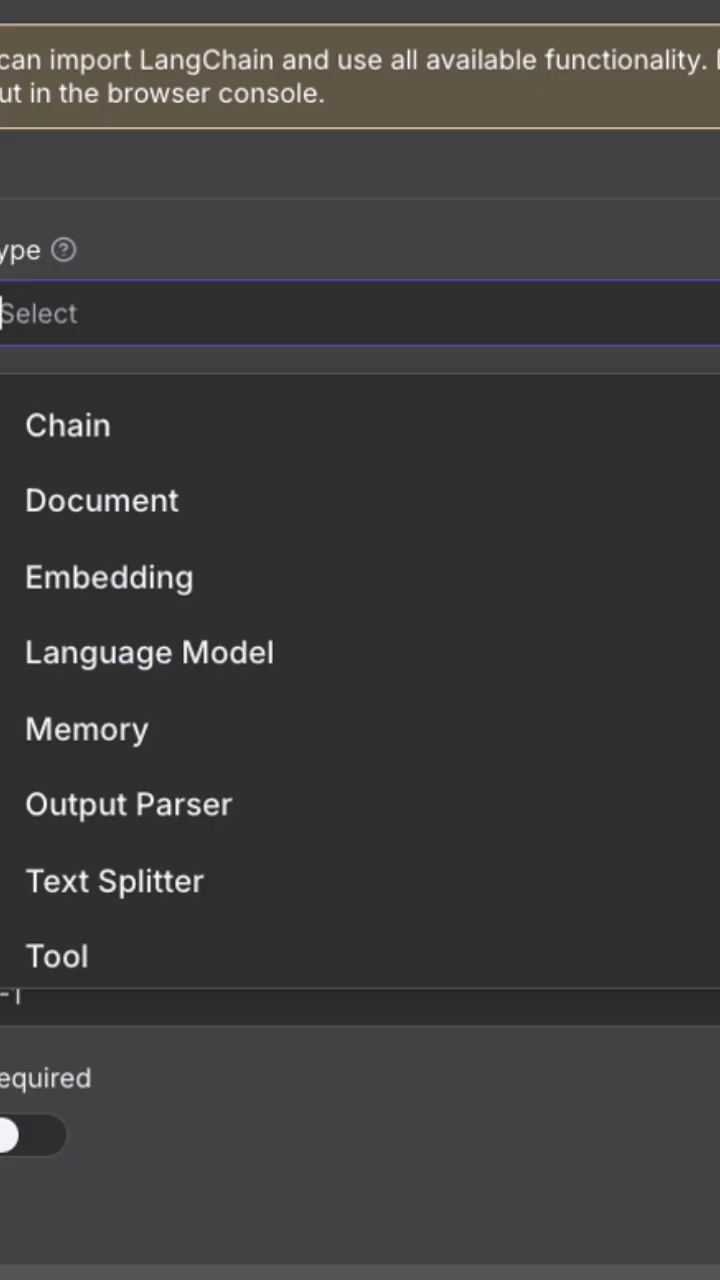 can import LangChain and use all available functionality.
ut in the browser console.
ype ?
Select
Chain
Document
Embedding
Language Model
Memory
Output Parser
Text Splitter
Tool
-1
equired